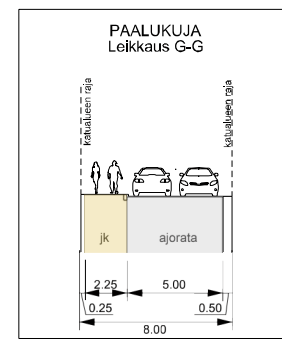 PAALUKUJA
Leikkaus G-G
katualueen raja
katualueen raja
jk
ajorata
2.25
5.00
0.25
0.50
8.00